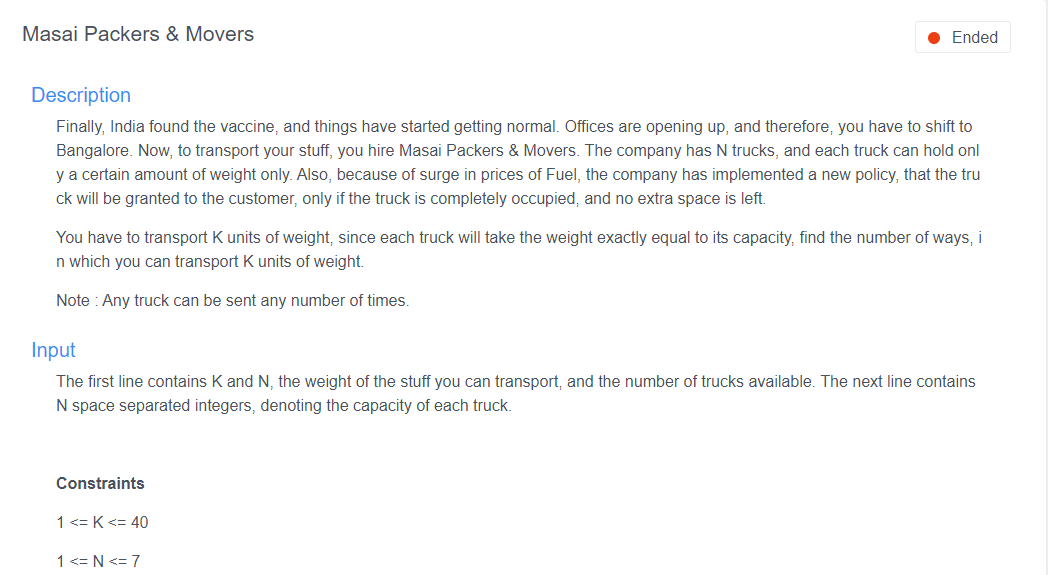 Masai Packers & Movers
Ended
Description
Finally, India found the vaccine, and things have started getting normal. Offices are opening up, and therefore, you have to shift to
Bangalore. Now, to transport your stuff, you hire Masai Packers & Movers. The company has N trucks, and each truck can hold onl
y a certain amount of weight only. Also, because of surge in prices of Fuel, the company has implemented a new policy, that the tru
ck will be granted to the customer, only if the truck is completely occupied, and no extra space is left.
You have to transport K units of weight, since each truck will take the weight exactly equal to its capacity, find the number of ways, i
n which you can transport K units of weight.
Note : Any truck can be sent any number of times.
Input
The first line contains K and N, the weight of the stuff you can transport, and the number of trucks available. The next line contains
N space separated integers, denoting the capacity of each truck.
Constraints
1 <= K <= 40
1 <= N <= 7